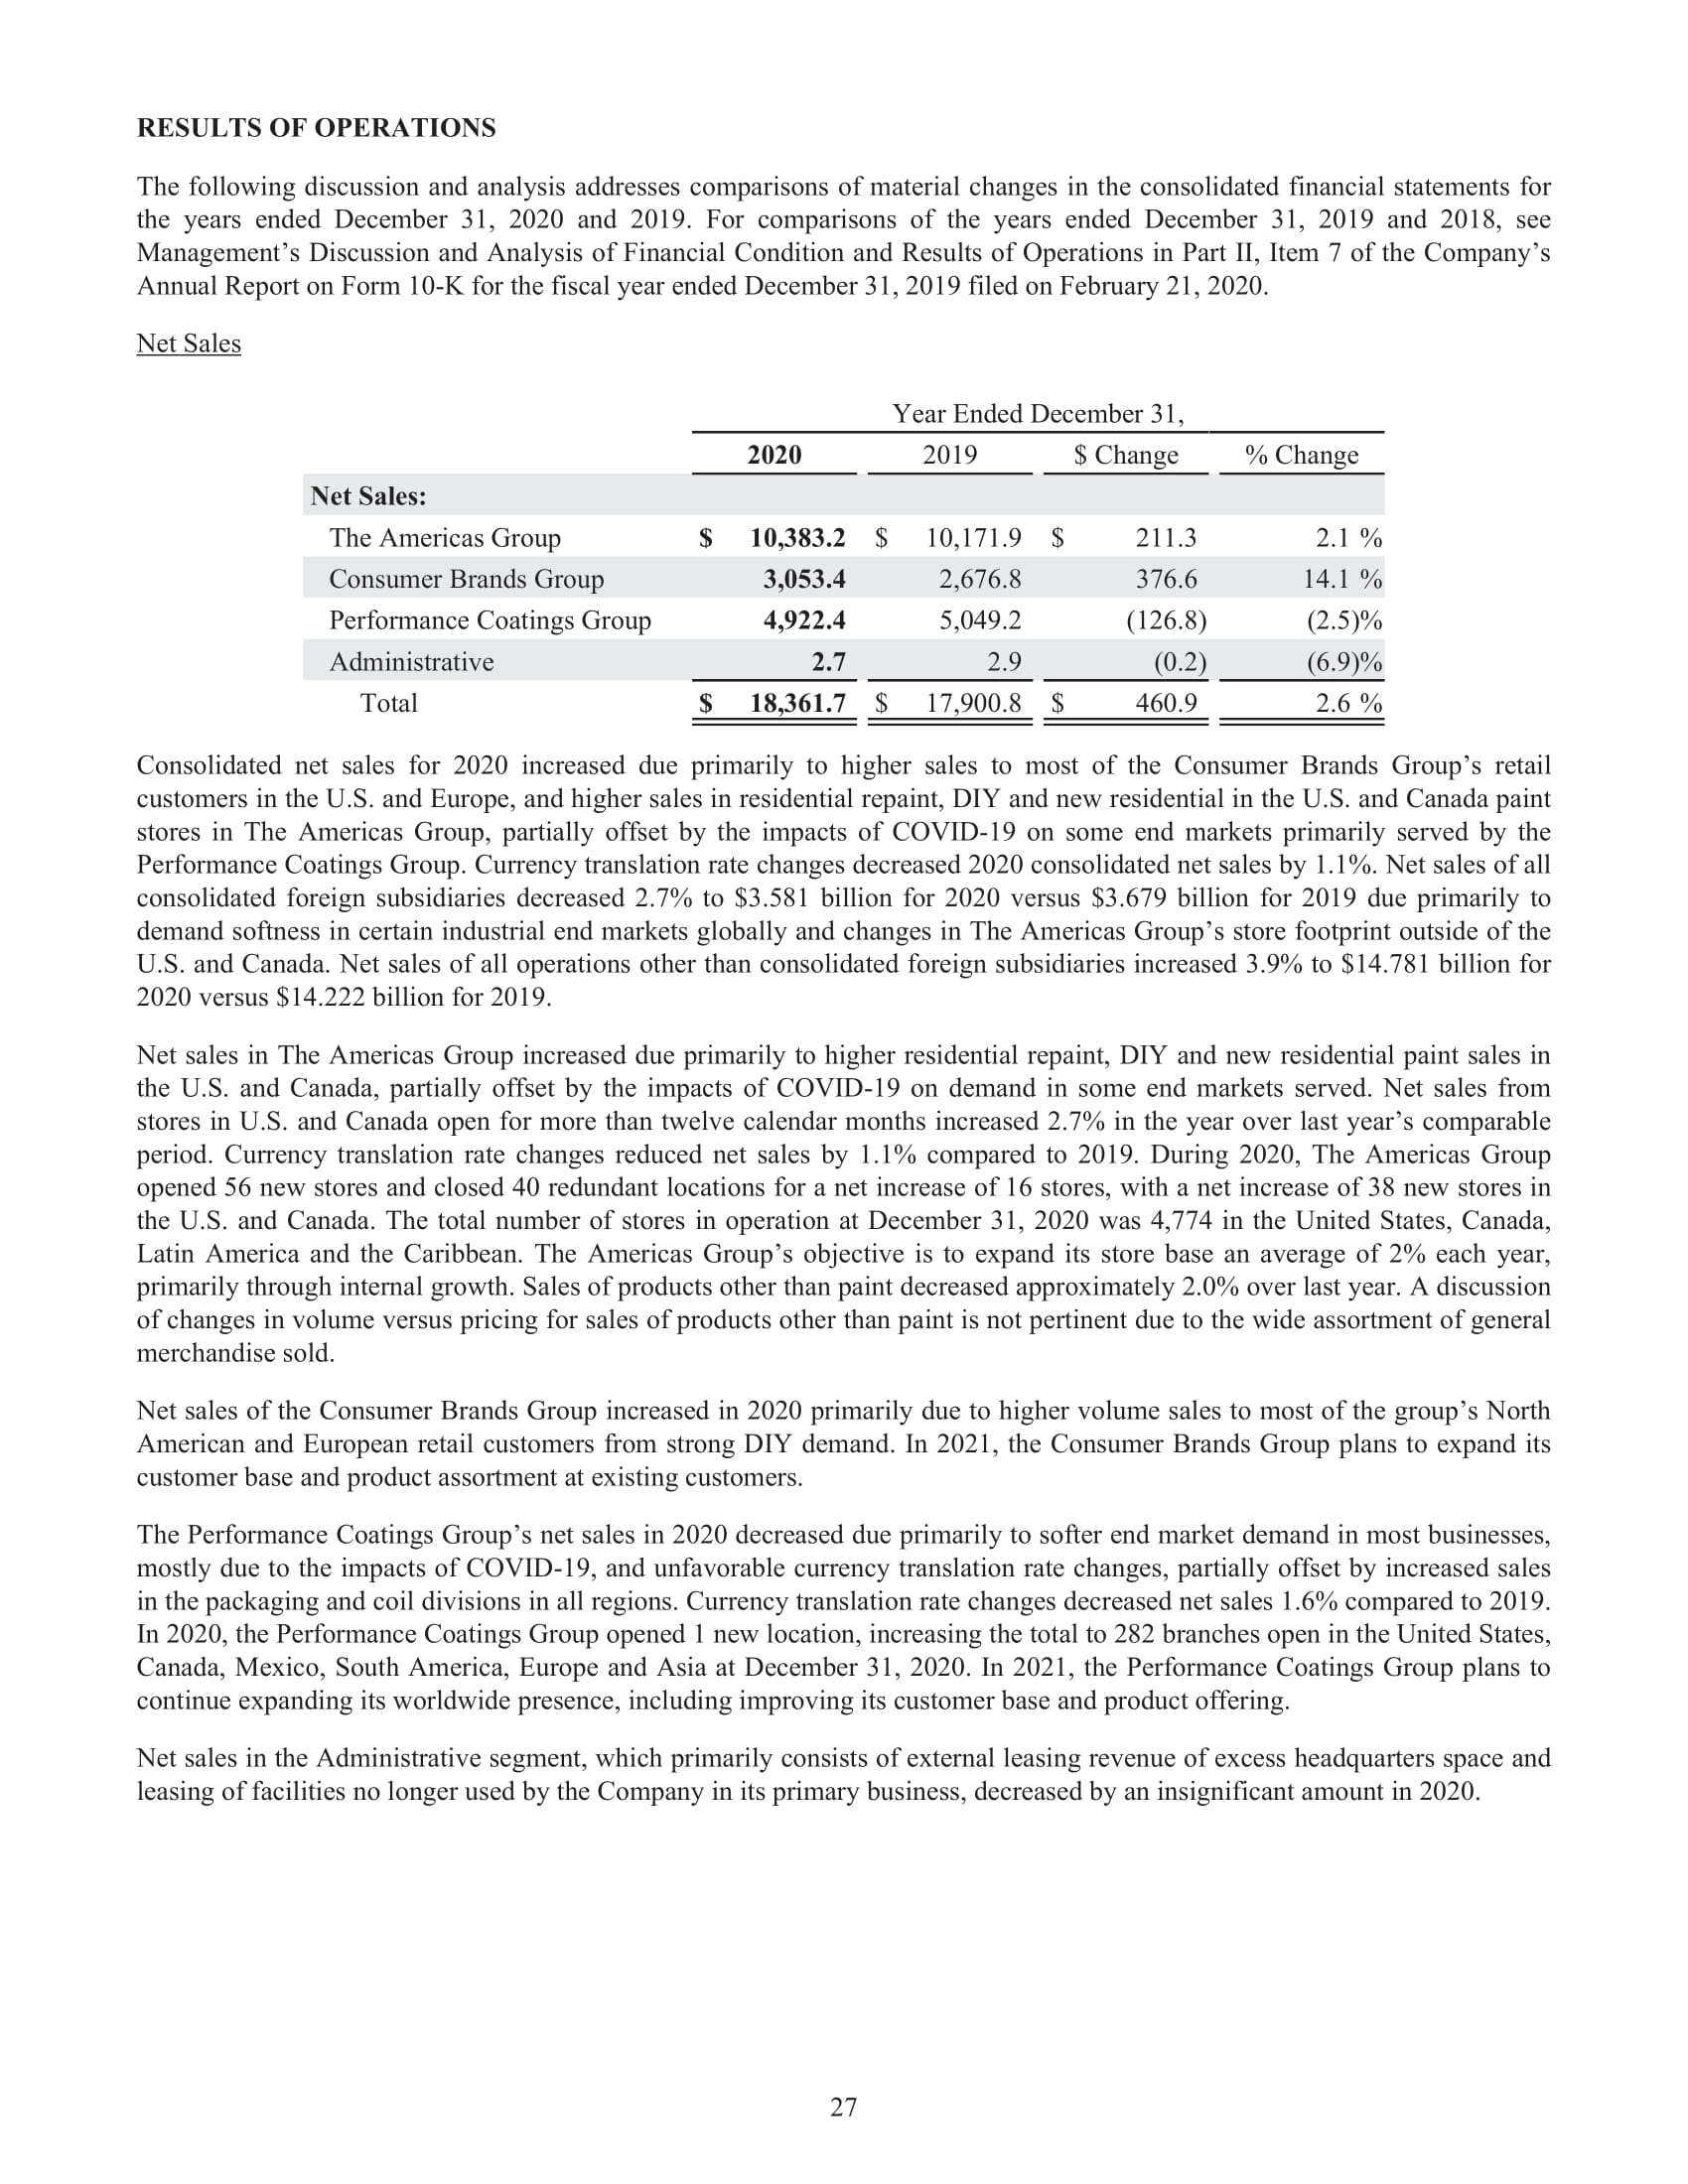 RESULTS OF OPERATIONS
The following discussion and analysis addresses comparisons of material changes in the consolidated financial statements for
the years ended December 31, 2020 and 2019. For comparisons of the years ended December 31, 2019 and 2018, see
Management’s Discussion and Analysis of Financial Condition and Results of Operations in Part II, Item 7 of the Company’s
Annual Report on Form 10-K for the fiscal year ended December 31, 2019 filed on February 21, 2020.
Net Sales
Year Ended December 31,
2020 2019 $ Change % Change
Net Sales:
The Americas Group $ 10,383.2 $ 10,171.9 $ 211.3 2.1 %
Consumer Brands Group 3,053.4 2,676.8 376.6 14.1 %
Performance Coatings Group 4,922.4 5,049.2 (126.8) (2.5)%
Administrative 2.7 2.9 (0.2) (6.9)%
Total $ 18,361.7 $ 17,900.8 $ 460.9 2.6 %
Consolidated net sales for 2020 increased due primarily to higher sales to most of the Consumer Brands Group’s retail
customers in the U.S. and Europe, and higher sales in residential repaint, DIY and new residential in the U.S. and Canada paint
stores in The Americas Group, partially offset by the impacts of COVID-19 on some end markets primarily served by the
Performance Coatings Group. Currency translation rate changes decreased 2020 consolidated net sales by 1.1%. Net sales of all
consolidated foreign subsidiaries decreased 2.7% to $3.581 billion for 2020 versus $3.679 billion for 2019 due primarily to
demand softness in certain industrial end markets globally and changes in The Americas Group’s store footprint outside of the
U.S. and Canada. Net sales of all operations other than consolidated foreign subsidiaries increased 3.9% to $14.781 billion for
2020 versus $14.222 billion for 2019.
Net sales in The Americas Group increased due primarily to higher residential repaint, DIY and new residential paint sales in
the U.S. and Canada, partially offset by the impacts of COVID-19 on demand in some end markets served. Net sales from
stores in U.S. and Canada open for more than twelve calendar months increased 2.7% in the year over last year’s comparable
period. Currency translation rate changes reduced net sales by 1.1% compared to 2019. During 2020, The Americas Group
opened 56 new stores and closed 40 redundant locations for a net increase of 16 stores, with a net increase of 38 new stores in
the U.S. and Canada. The total number of stores in operation at December 31, 2020 was 4,774 in the United States, Canada,
Latin America and the Caribbean. The Americas Group’s objective is to expand its store base an average of 2% each year,
primarily through internal growth. Sales of products other than paint decreased approximately 2.0% over last year. A discussion
of changes in volume versus pricing for sales of products other than paint is not pertinent due to the wide assortment of general
merchandise sold.
Net sales of the Consumer Brands Group increased in 2020 primarily due to higher volume sales to most of the group’s North
American and European retail customers from strong DIY demand. In 2021, the Consumer Brands Group plans to expand its
customer base and product assortment at existing customers.
The Performance Coatings Group’s net sales in 2020 decreased due primarily to softer end market demand in most businesses,
mostly due to the impacts of COVID-19, and unfavorable currency translation rate changes, partially offset by increased sales
in the packaging and coil divisions in all regions. Currency translation rate changes decreased net sales 1.6% compared to 2019.
In 2020, the Performance Coatings Group opened 1 new location, increasing the total to 282 branches open in the United States,
Canada, Mexico, South America, Europe and Asia at December 31, 2020. In 2021, the Performance Coatings Group plans to
continue expanding its worldwide presence, including improving its customer base and product offering.
Net sales in the Administrative segment, which primarily consists of external leasing revenue of excess headquarters space and
leasing of facilities no longer used by the Company in its primary business, decreased by an insignificant amount in 2020.
27